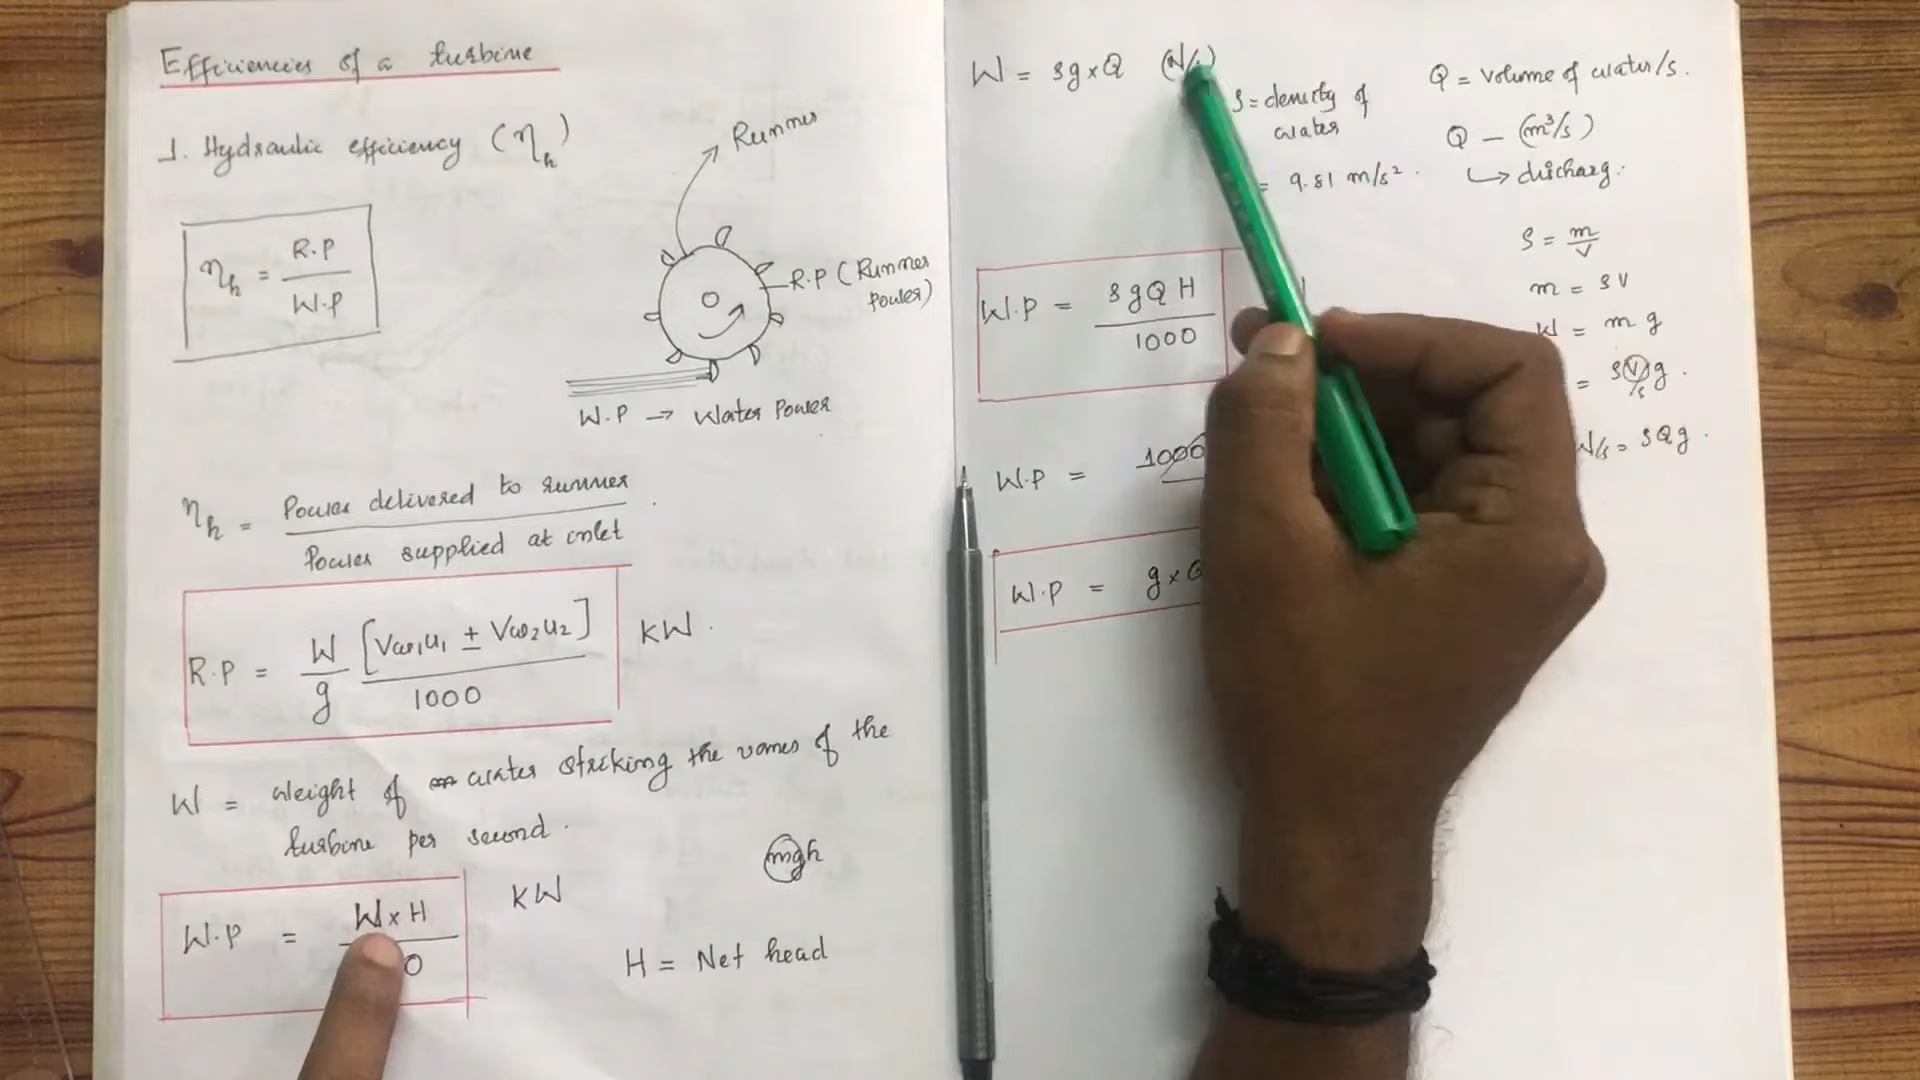 Efficiencies of a turbine
1. Hydraulic efficiency (ηh)
ηh = R.P / W.P
Runner
R.P (Runner Power)
W.P → Water Power
ηh = Power delivered to runner / Power supplied at inlet
R.P = W/g [Vw1u1 ± Vw2u2] / 1000 KW.
W = weight of water striking the vanes of the
turbine per second.
mgh
W.P = W x H / 0 KW
H = Net head
W = ρg x Q (N/s)
ρ = density of
water
= 9.81 m/s².
Q = Volume of water/s.
Q - (m³/s)
↳ discharg.
ρ = m/V
m = ρV
W = mg
= ρ(V)/s g.
N/s = ρQg.
W.P = ρgQH / 1000
W.P = 1000
W.P = g x Q